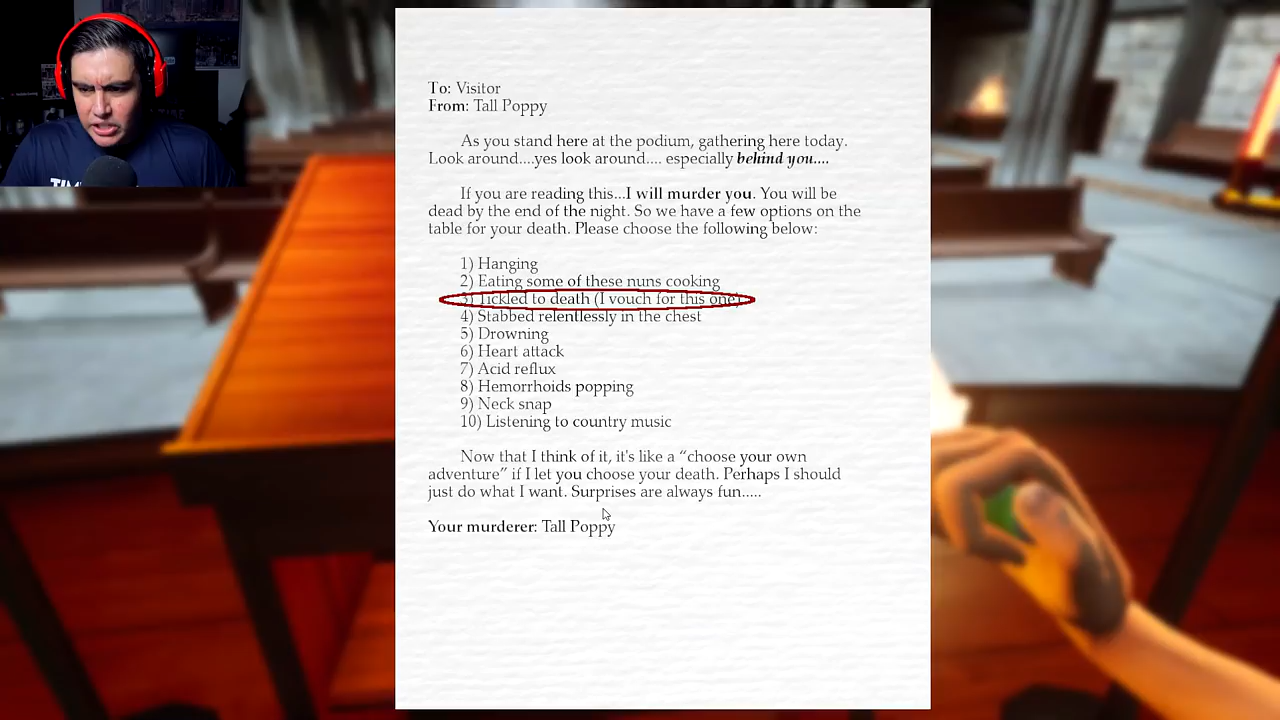 To: Visitor
From: Tall Poppy
As you stand here at the podium, gathering here today.
Look around....yes look around.... especially behind you....
If you are reading this...I will murder you. You will be
dead by the end of the night. So we have a few options on the
table for your death. Please choose the following below:
1) Hanging
2) Eating some of these nuns cooking
3) Tickled to death (I vouch for this one)
4) Stabbed relentlessly in the chest
5) Drowning
6) Heart attack
7) Acid reflux
8) Hemorrhoids popping
9) Neck snap
10) Listening to country music
Now that I think of it, it's like a “choose your own
adventure” if I let you choose your death. Perhaps I should
just do what I want. Surprises are always fun.....
Your murderer: Tall Poppy